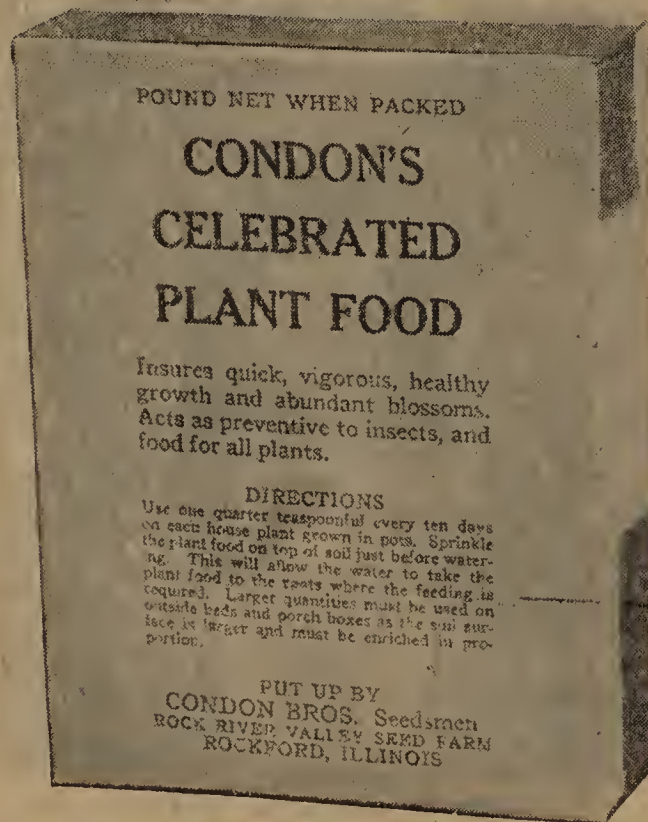 POUND NET WHEN PACKED
CONDON'S
CELEBRATED
PLANT FOOD
Insures quick, vigorous, healthy
growth and abundant blossoms.
Acts as preventive to insects, and
food for all plants.
DIRECTIONS
Use one quarter teaspoonful every ten days
on each house plant grown in pots. Sprinkle
the plant food on top of soil just before water-
ng. This will allow the water to take the
plant food to the roots where the feeding is
required. Larger quantities must be used on
outside beds and porch boxes as the soil sur-
face is larger and must be enriched in pro-
portion.
PUT UP BY
CONDON BROS. Seedsmen
ROCK RIVER VALLEY SEED FARM
ROCKFORD, ILLINOIS